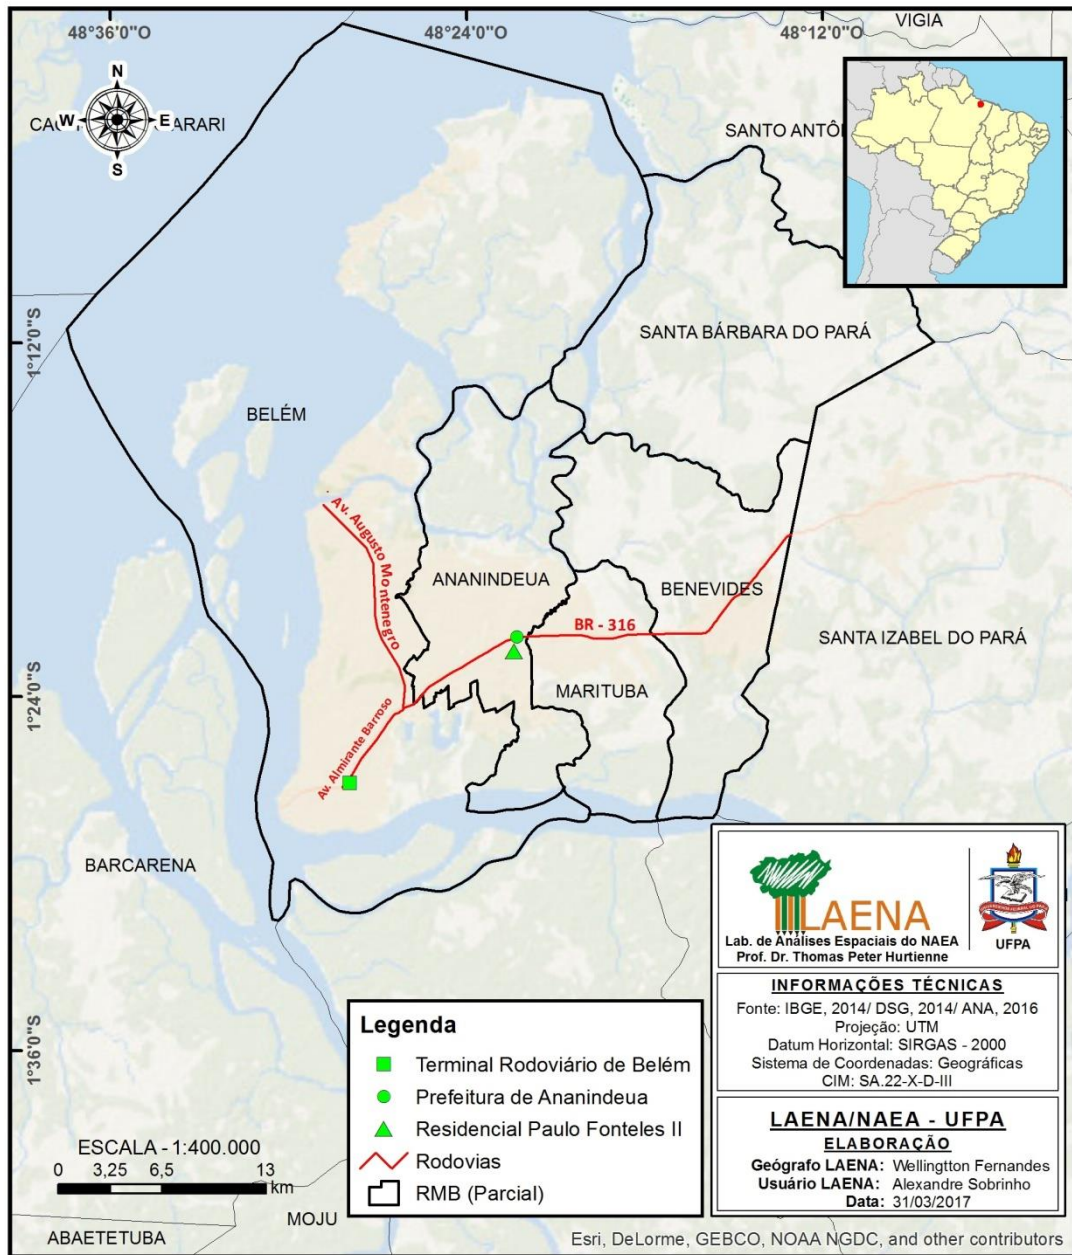 48°36'0"O
48°24'0"O
48°12'0"O
VIGIA
N
W
E
S
SANTO ANTÔ
SANTA BÁRBARA DO PARÁ
1°12'0"S
BELÉM
Av. Augusto Montenegro
ANANINDEUA
BENEVIDES
BR - 316
SANTA IZABEL DO PARÁ
MARITUBA
1°24'0"S
Av. Almirante Barroso
BARCARENA
1°36'0"S
MOJU
ABAETETUBA
ESCALA - 1:400.000
0 3,25 6,5 13
km
Legenda
Terminal Rodoviário de Belém
Prefeitura de Ananindeua
Residencial Paulo Fonteles II
Rodovias
RMB (Parcial)
LAENA
Lab. de Análises Espaciais do NAEA
Prof. Dr. Thomas Peter Hurtienne
UFPA
INFORMAÇÕES TÉCNICAS
Fonte: IBGE, 2014/ DSG, 2014/ ANA, 2016
Projeção: UTM
Datum Horizontal: SIRGAS - 2000
Sistema de Coordenadas: Geográficas
CIM: SA.22-X-D-III
LAENA/NAEA - UFPA
ELABORAÇÃO
Geógrafo LAENA: Wellingtton Fernandes
Usuário LAENA: Alexandre Sobrinho
Data: 31/03/2017
Esri, DeLorme, GEBCO, NOAA NGDC, and other contributors